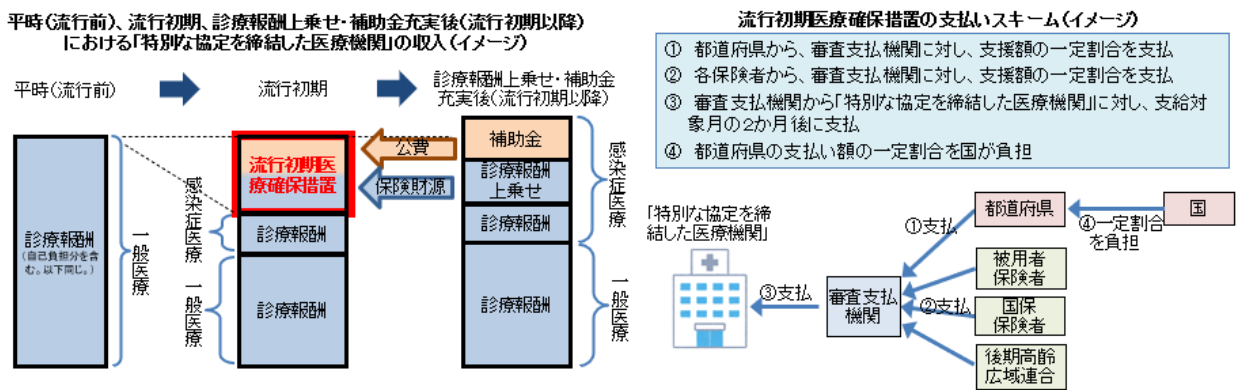 平時(流行前)、流行初期、診療報酬上乗せ・補助金充実後(流行初期以降)
における「特別な協定を締結した医療機関」の収入(イメージ)
平時(流行前)
流行初期
診療報酬上乗せ・補助金
充実後(流行初期以降)
診療報酬
(自己負担分を含
む。以下同じ。)
一般医療
流行初期医
療確保措置
診療報酬
診療報酬
感染症医療
一般医療
公費
保険財源
補助金
診療報酬
上乗せ
診療報酬
診療報酬
感染症医療
一般医療
流行初期医療確保措置の支払いスキーム(イメージ)
① 都道府県から、審査支払機関に対し、支援額の一定割合を支払
② 各保険者から、審査支払機関に対し、支援額の一定割合を支払
③ 審査支払機関から「特別な協定を締結した医療機関」に対し、支給対
象月の2か月後に支払
④ 都道府県の支払い額の一定割合を国が負担
「特別な協定を締
結した医療機関」
③支払
審査支払
機関
①支払
②支払
都道府県
④一定割合
を負担
国
被用者
保険者
国保
保険者
後期高齢
広域連合